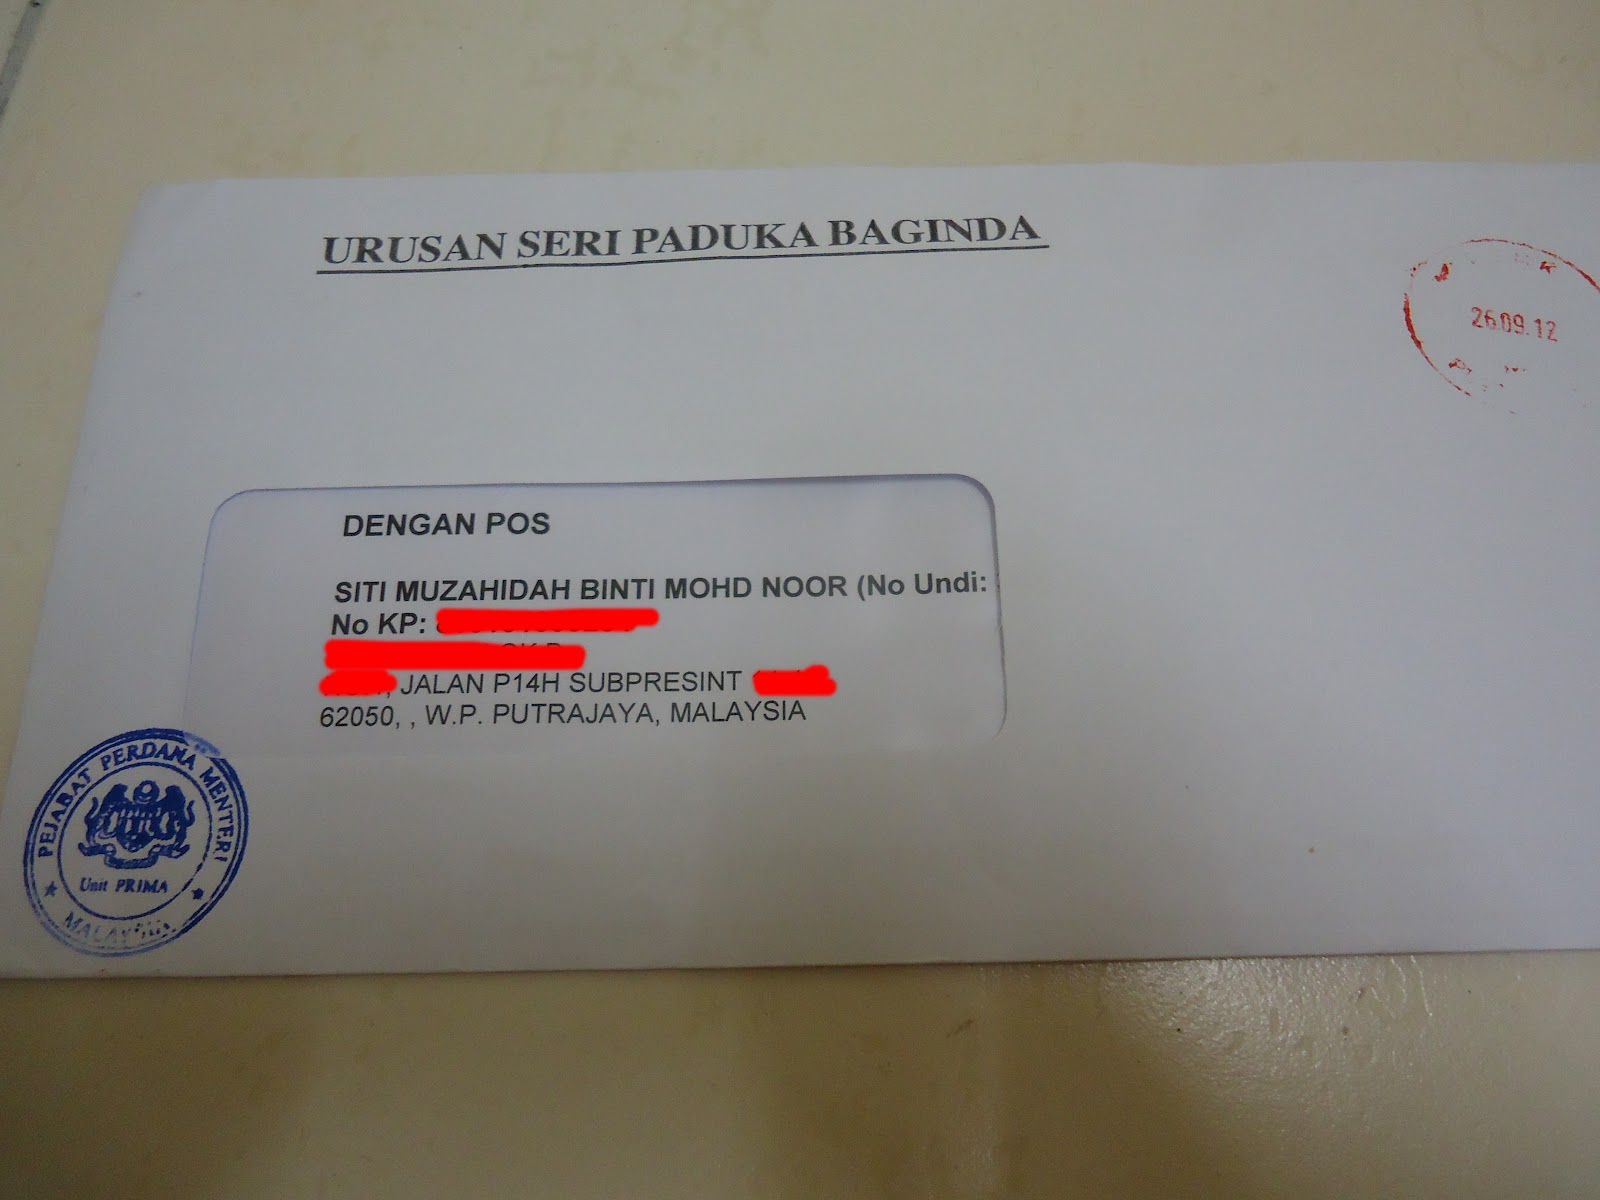 URUSAN SERI PADUKA BAGINDA
26.09.12
DENGAN POS
SITI MUZAHIDAH BINTI MOHD NOOR (No Undi:
No KP:
, JALAN P14H SUBPRESINT
62050, , W.P. PUTRAJAYA, MALAYSIA
PEJABAT PERDANA MENTERI
Unit PRIMA
MALAYSIA